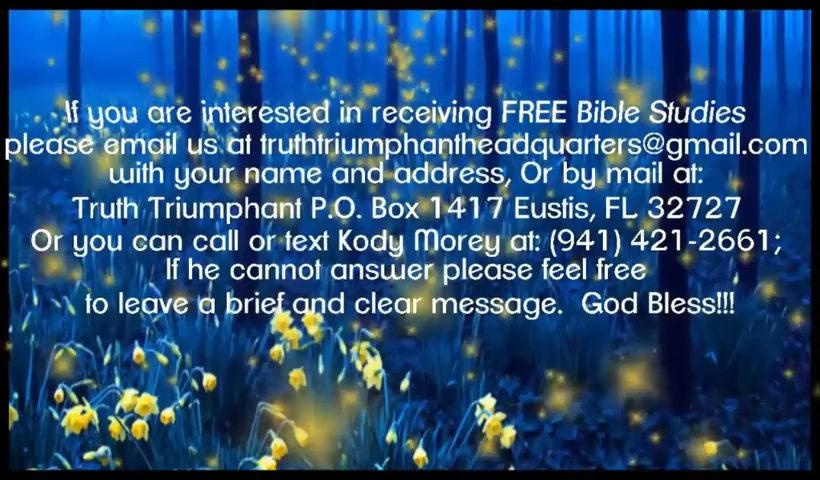 If you are interested in receiving FREE Bible Studies
please email us at truthtriumphantheadquarters@gmail.com
with your name and address, Or by mail at:
Truth Triumphant P.O. Box 1417 Eustis, FL 32727
Or you can call or text Kody Morey at: (941) 421-2661;
If he cannot answer please feel free
to leave a brief and clear message. God Bless!!!